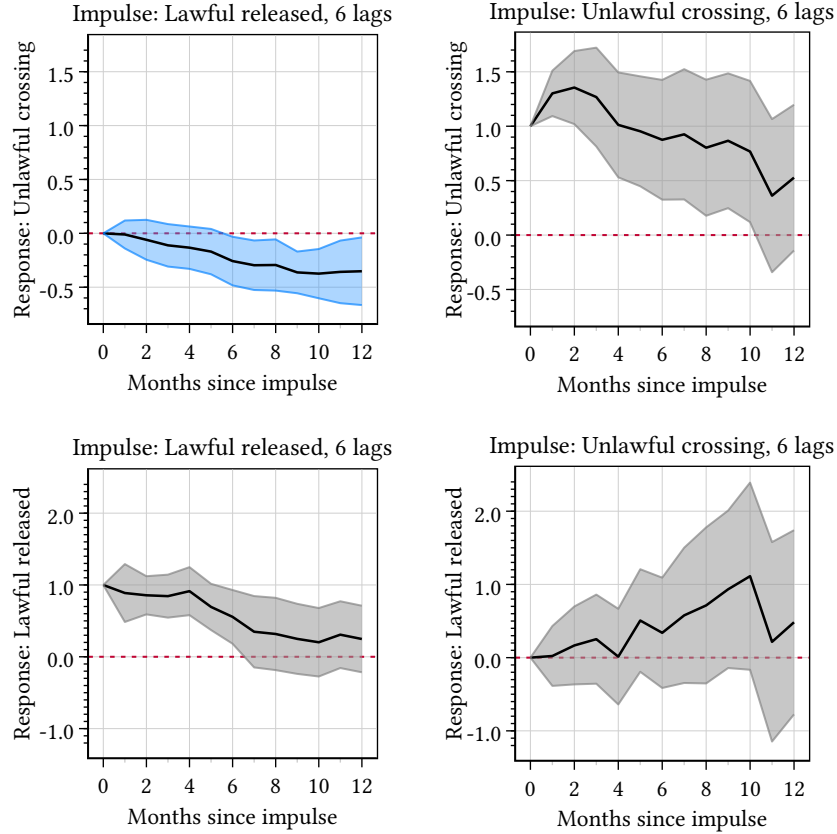 Impulse: Lawful released, 6 lags
Response: Unlawful crossing
1.5
1.0
0.5
0.0
-0.5
0 2 4 6 8 10 12
Months since impulse
Impulse: Unlawful crossing, 6 lags
Response: Unlawful crossing
1.5
1.0
0.5
0.0
-0.5
0 2 4 6 8 10 12
Months since impulse
Impulse: Lawful released, 6 lags
Response: Lawful released
2.0
1.0
0.0
-1.0
0 2 4 6 8 10 12
Months since impulse
Impulse: Unlawful crossing, 6 lags
Response: Lawful released
2.0
1.0
0.0
-1.0
0 2 4 6 8 10 12
Months since impulse